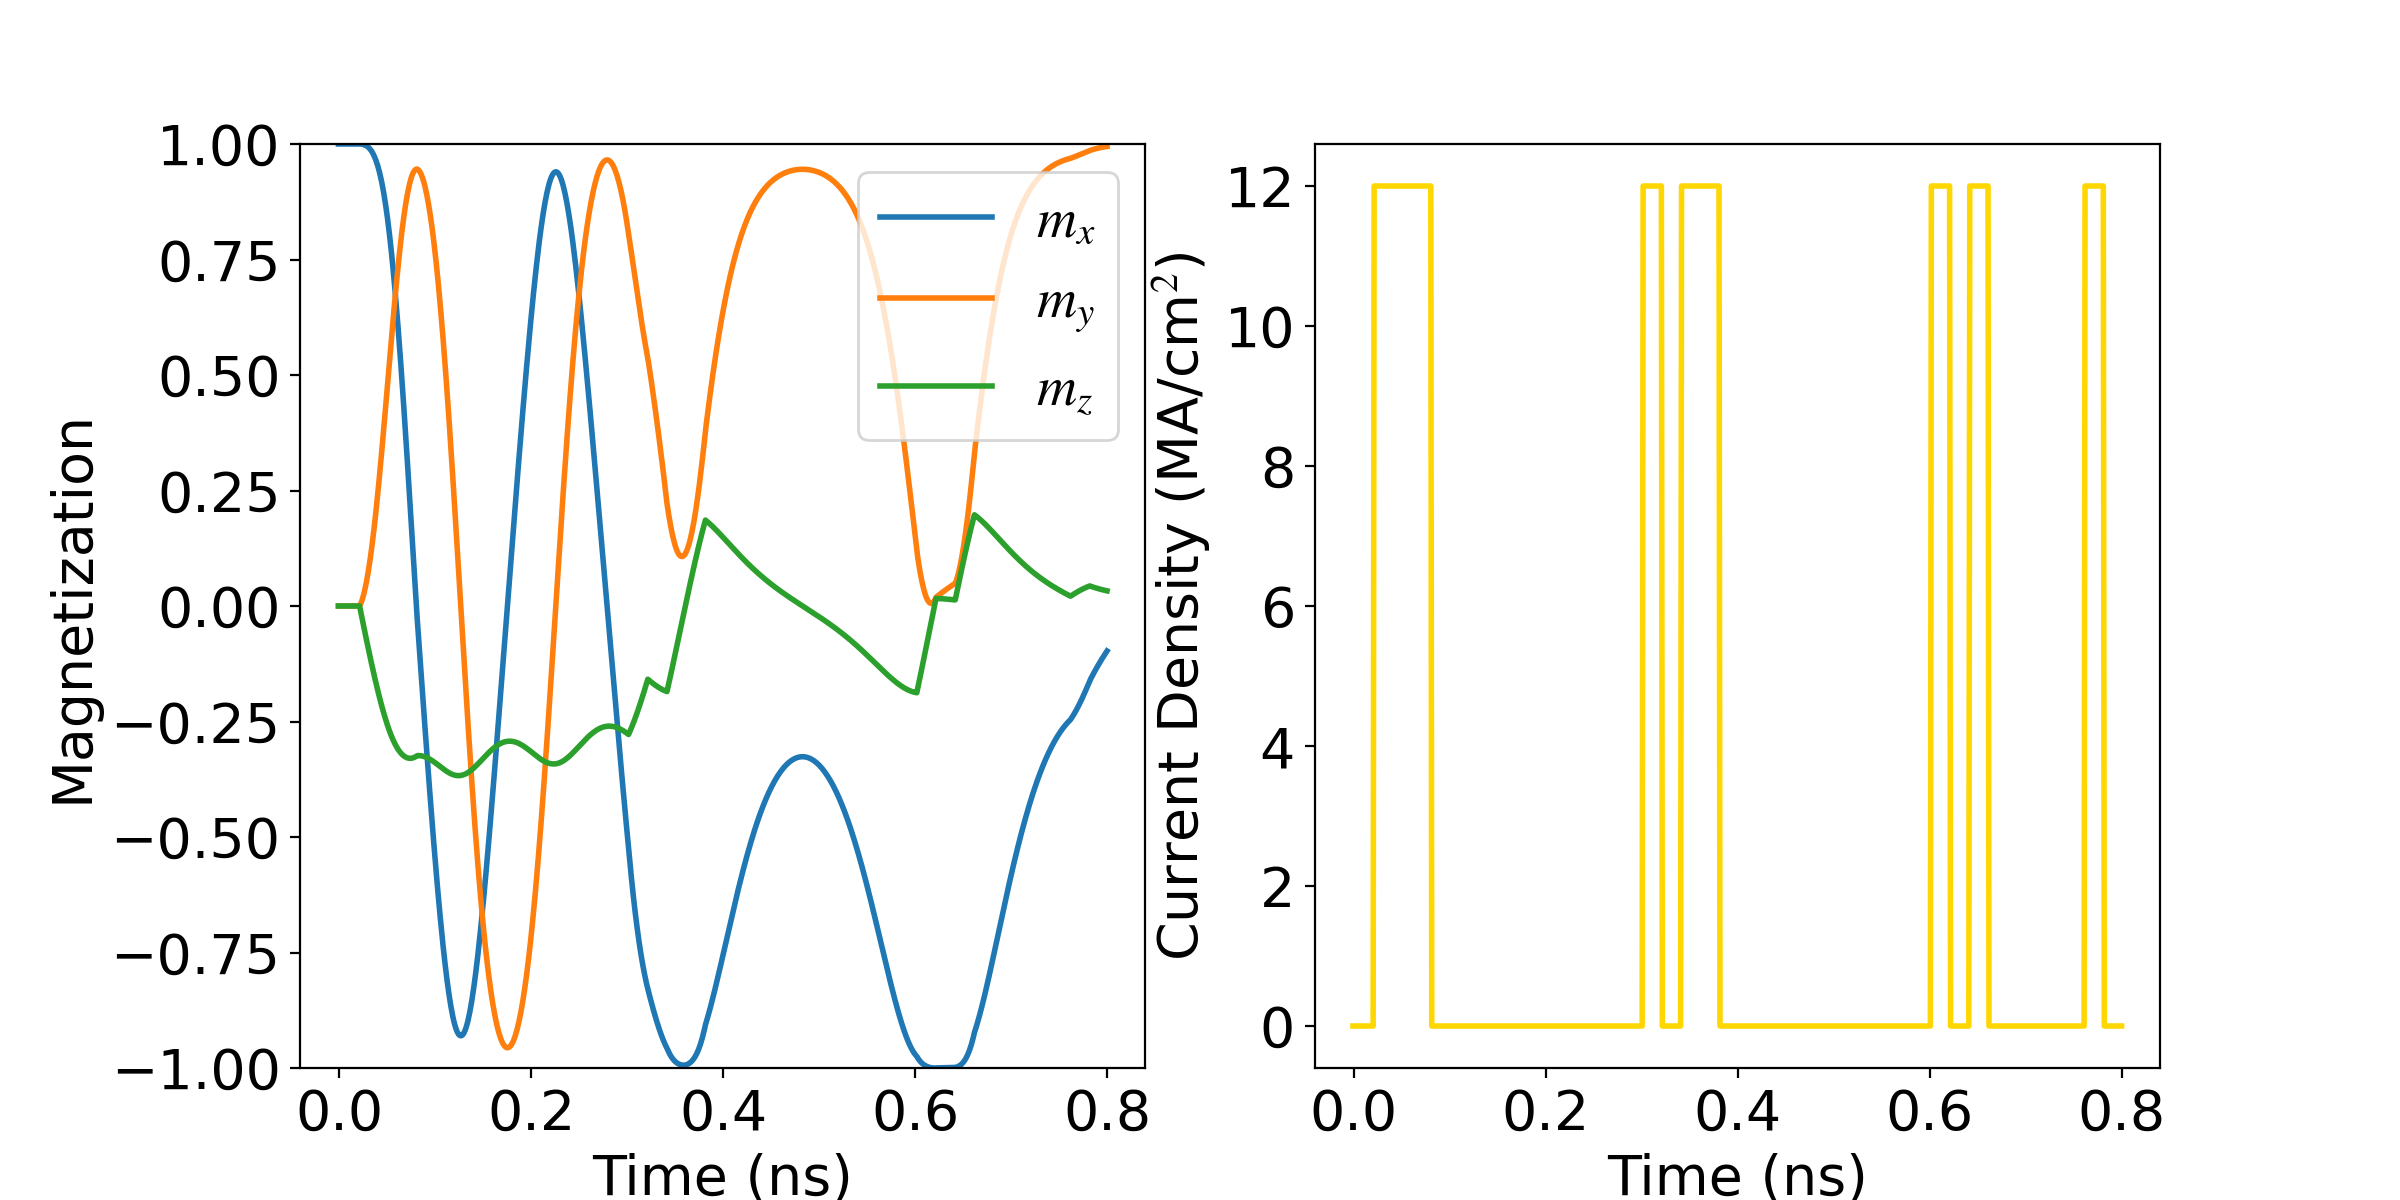 Magnetization
1.00
0.75
0.50
0.25
0.00
−0.25
−0.50
−0.75
−1.00
0.0 0.2 0.4 0.6 0.8
Time (ns)
m_x
m_y
m_z
Current Density (MA/cm²)
12
10
8
6
4
2
0
0.0 0.2 0.4 0.6 0.8
Time (ns)